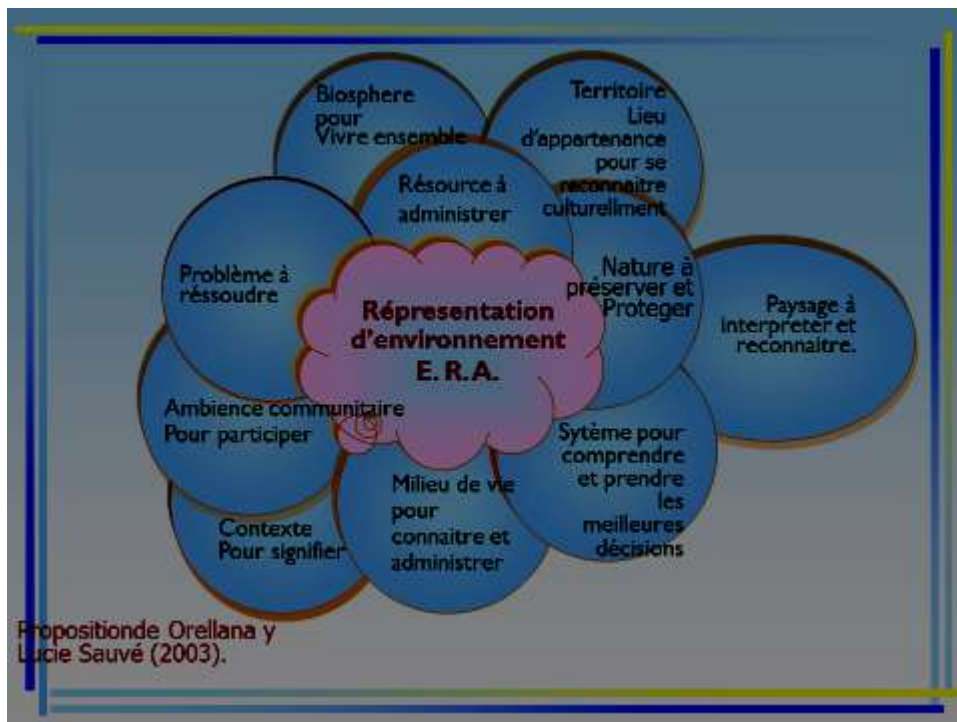 Biosphere
pour
Vivre ensemble
Territoire
Lieu
d'appartenance
pour se
reconnaitre
culturellment
Résource à
administrer
Problème à
réssoudre
Nature à
préserver et
Proteger
Paysage à
interpreter et
reconnaitre.
Répresentation
d'environnement
E. R. A.
Ambience communitaire
Pour participer
Sytème pour
comprendre
et prendre
les
meilleures
décisions
Milieu de vie
pour
connaitre et
administrer
Contexte
Pour signifier
Propositionde Orellana y
Lucie Sauvé (2003).